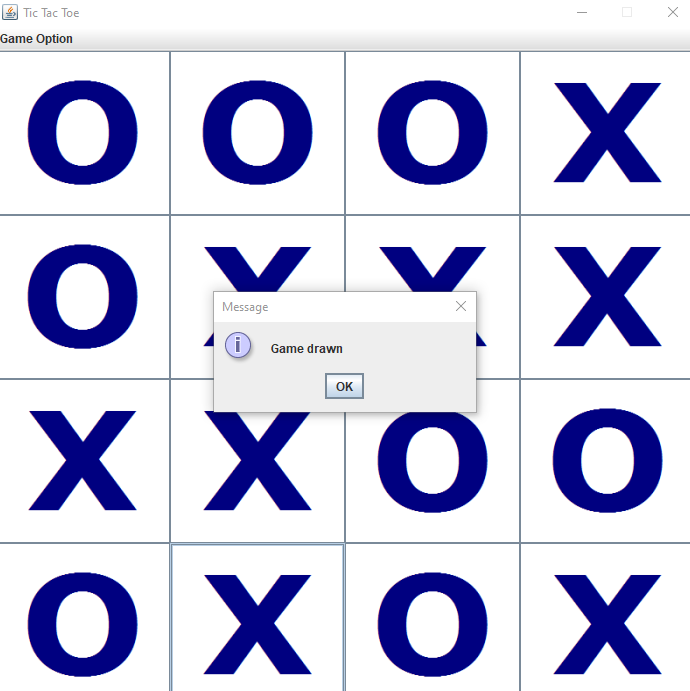 Tic Tac Toe
Game Option
O O O X
O X X X
Message
Game drawn
OK
X X O O
O X O X